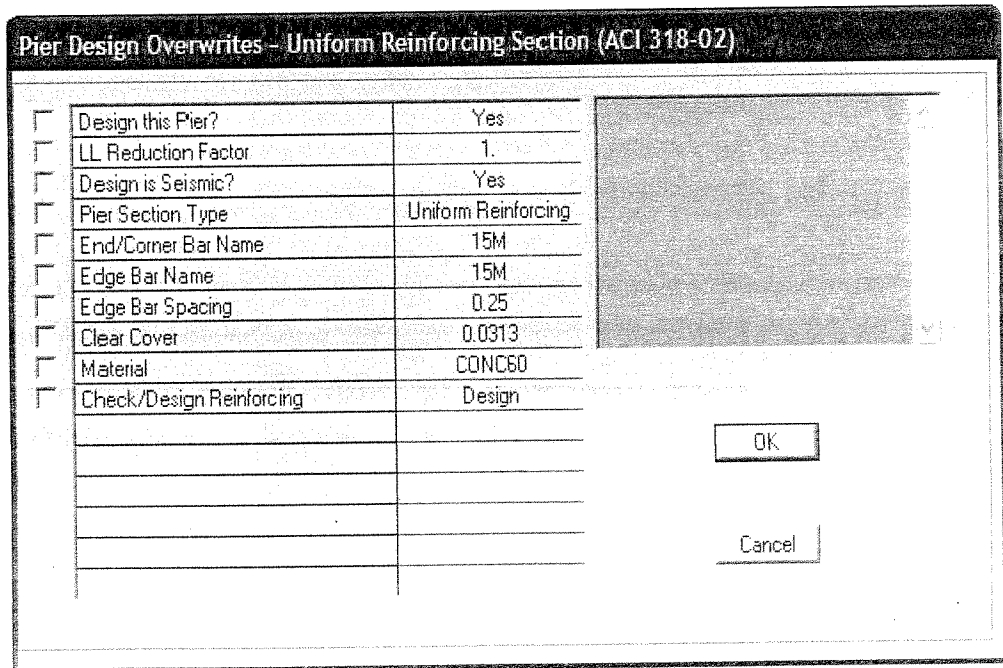 Pier Design Overwrites - Uniform Reinforcing Section (ACI 318-02)
Design this Pier? Yes
LL Reduction Factor 1.
Design is Seismic? Yes
Pier Section Type Uniform Reinforcing
End/Corner Bar Name 15M
Edge Bar Name 15M
Edge Bar Spacing 0.25
Clear Cover 0.0313
Material CONC60
Check/Design Reinforcing Design
OK
Cancel